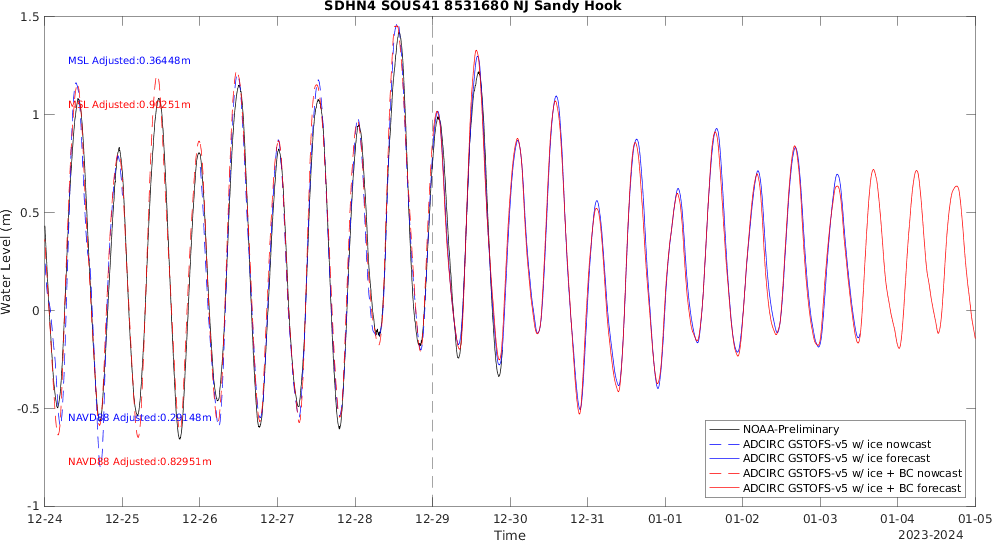 SDHN4 SOUS41 8531680 NJ Sandy Hook
1.5
MSL Adjusted:0.36448m
MSL Adjusted:0.90251m
1
0.5
Water Level (m)
0
-0.5
NAVD88 Adjusted:0.29148m
NAVD88 Adjusted:0.82951m
NOAA-Preliminary
ADCIRC GSTOFS-v5 w/ ice nowcast
ADCIRC GSTOFS-v5 w/ ice forecast
ADCIRC GSTOFS-v5 w/ ice + BC nowcast
ADCIRC GSTOFS-v5 w/ ice + BC forecast
-1
12-24 12-25 12-26 12-27 12-28 12-29 12-30 12-31 01-01 01-02 01-03 01-04 01-05
Time
2023-2024